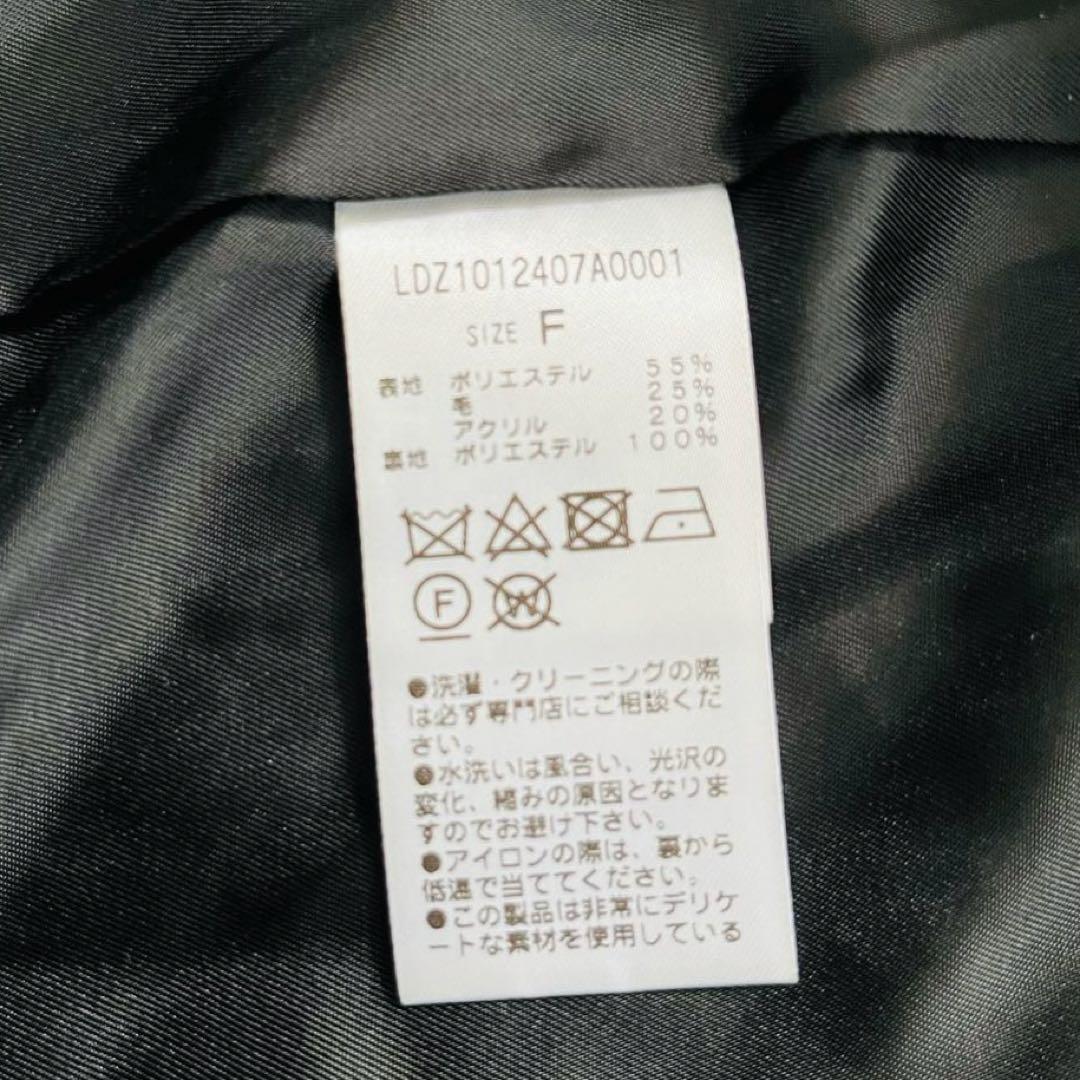 LDZ1012407A0001
SIZE F
表地 ポリエステル 55%
毛 25%
アクリル 20%
裏地 ポリエステル 100%
F W
●洗濯・クリーニングの際
は必ず専門店にご相談くだ
さい。
●水洗いは風合い、光沢の
変化、縮みの原因となりま
すのでお避け下さい。
●アイロンの際は、裏から
低温で当ててください。
●この製品は非常にデリケ
ートな素材を使用している